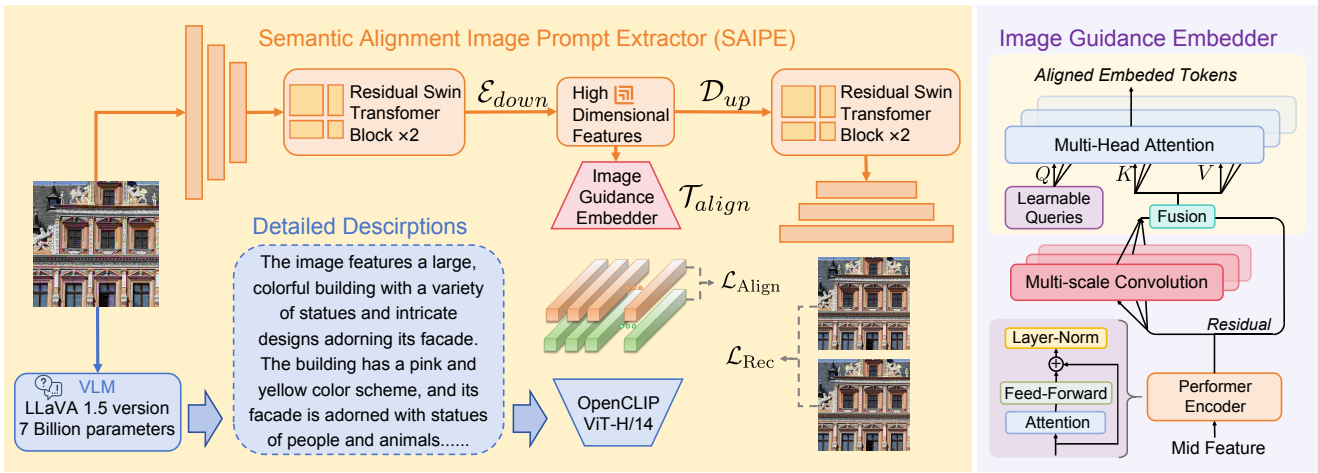 Semantic Alignment Image Prompt Extractor (SAIPE)
Residual Swin
Transfomer
Block ×2
ℰ_down
High
Dimensional
Features
𝒟_up
Residual Swin
Transfomer
Block ×2
Image
Guidance
Embedder
𝒯_align
Detailed Descirptions
The image features a large,
colorful building with a variety
of statues and intricate
designs adorning its facade.
The building has a pink and
yellow color scheme, and its
facade is adorned with statues
of people and animals......
VLM
LLaVA 1.5 version
7 Billion parameters
OpenCLIP
ViT-H/14
ℒ_Align
ℒ_Rec
Image Guidance Embedder
Aligned Embeded Tokens
Multi-Head Attention
Q
K
V
Learnable
Queries
Fusion
Multi-scale Convolution
Residual
Layer-Norm
Feed-Forward
Attention
Performer
Encoder
Mid Feature